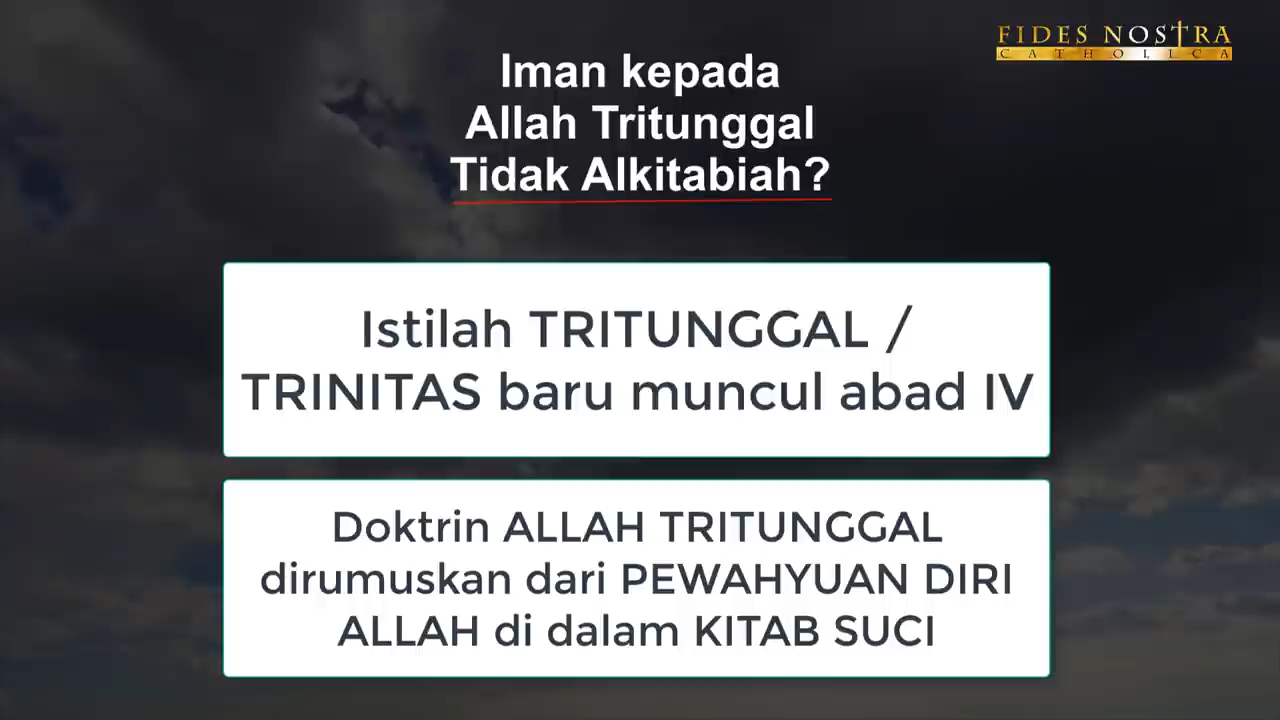 FIDES NOSTRA
CATHOLICA
Iman kepada
Allah Tritunggal
Tidak Alkitabiah?
Istilah TRITUNGGAL /
TRINITAS baru muncul abad IV
Doktrin ALLAH TRITUNGGAL
dirumuskan dari PEWAHYUAN DIRI
ALLAH di dalam KITAB SUCI